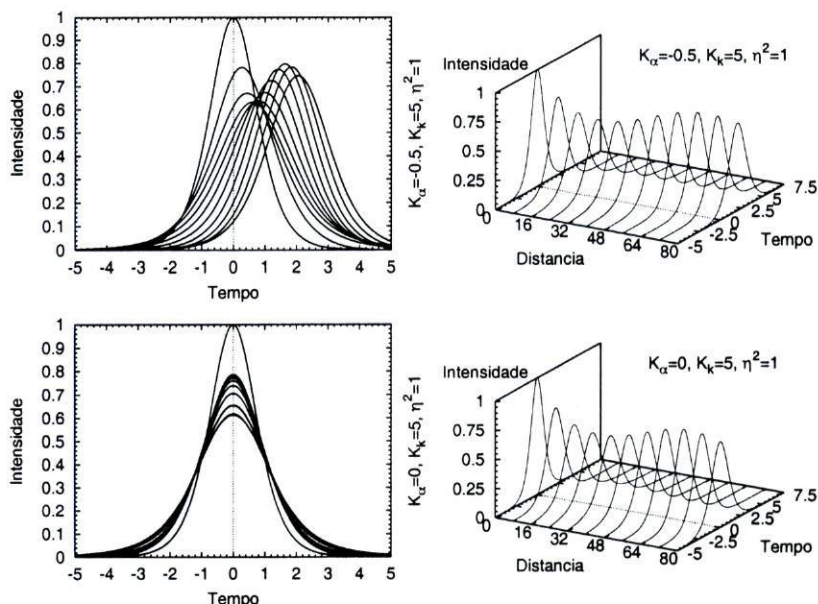 1
0.9
0.8
0.7
0.6
0.5
0.4
0.3
0.2
0.1
0
Intensidade
-5 -4 -3 -2 -1 0 1 2 3 4 5
Tempo
Kα=-0.5, Kk=5, η²=1
Intensidade
Kα=-0.5, Kk=5, η²=1
1
0.75
0.5
0.25
0
0 16 32 48 64 80
Distancia
-5 -2.5 0 2.5 5 7.5
Tempo
1
0.9
0.8
0.7
0.6
0.5
0.4
0.3
0.2
0.1
0
Intensidade
-5 -4 -3 -2 -1 0 1 2 3 4 5
Tempo
Kα=0, Kk=5, η²=1
Intensidade
Kα=0, Kk=5, η²=1
1
0.75
0.5
0.25
0
0 16 32 48 64 80
Distancia
-5 -2.5 0 2.5 5 7.5
Tempo